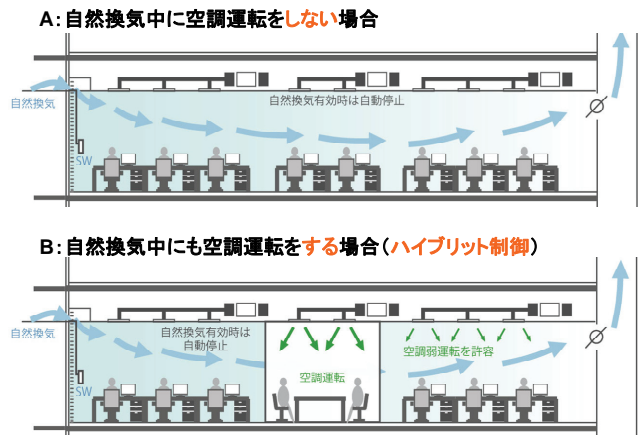 A：自然換気中に空調運転をしない場合
自然換気
自然換気有効時は自動停止
SW
B：自然換気中にも空調運転をする場合（ハイブリット制御）
自然換気
自然換気有効時は
自動停止
空調弱運転を許容
空調運転
SW